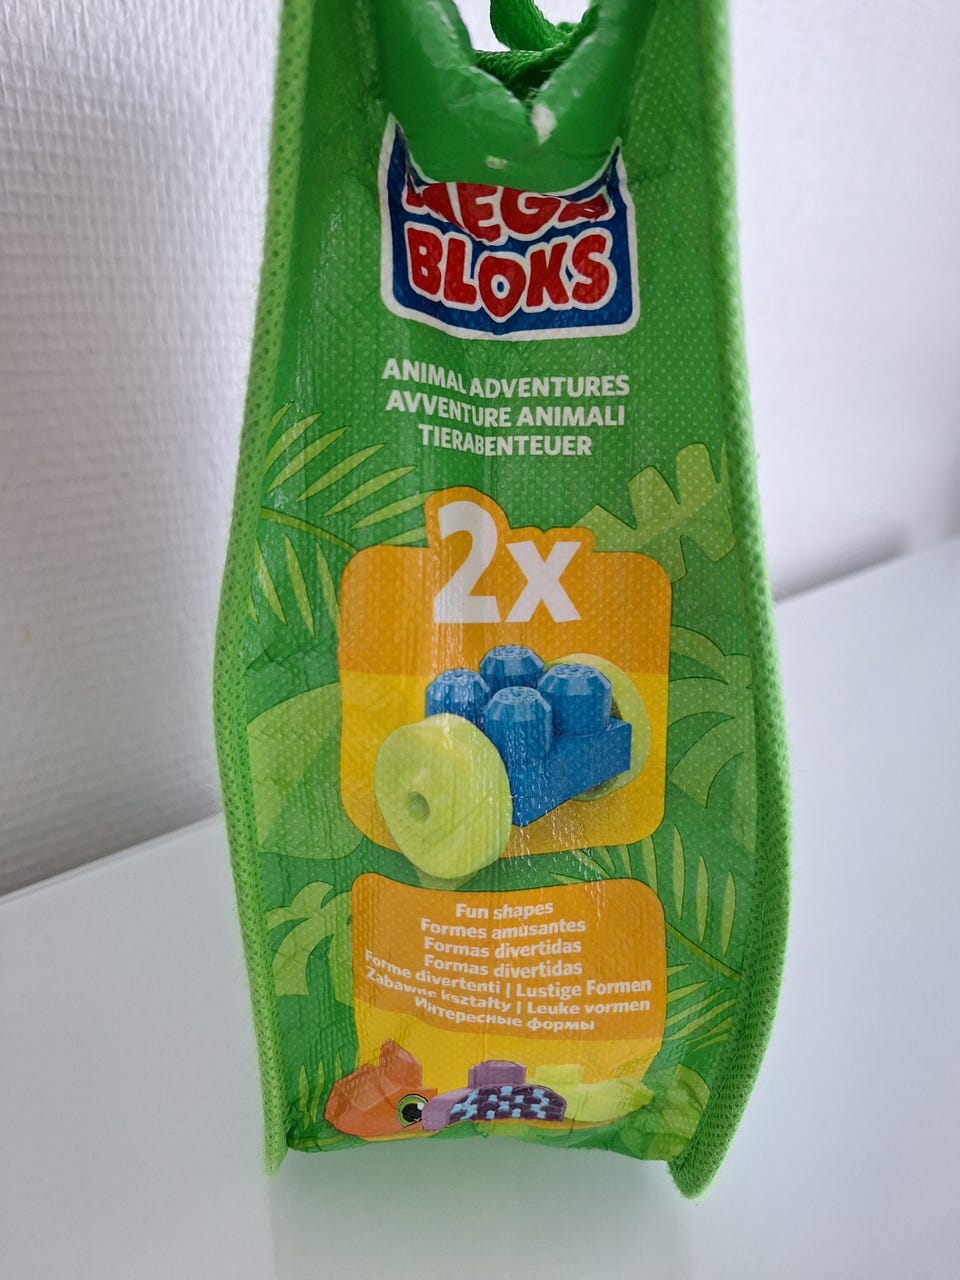 MEGA
BLOKS
ANIMAL ADVENTURES
AVVENTURE ANIMALI
TIERABENTEUER
2x
Fun shapes
Formes amusantes
Formas divertidas
Formas divertidas
Forme divertenti | Lustige Formen
Zabawne kształty | Leuke vormen
Интересные формы